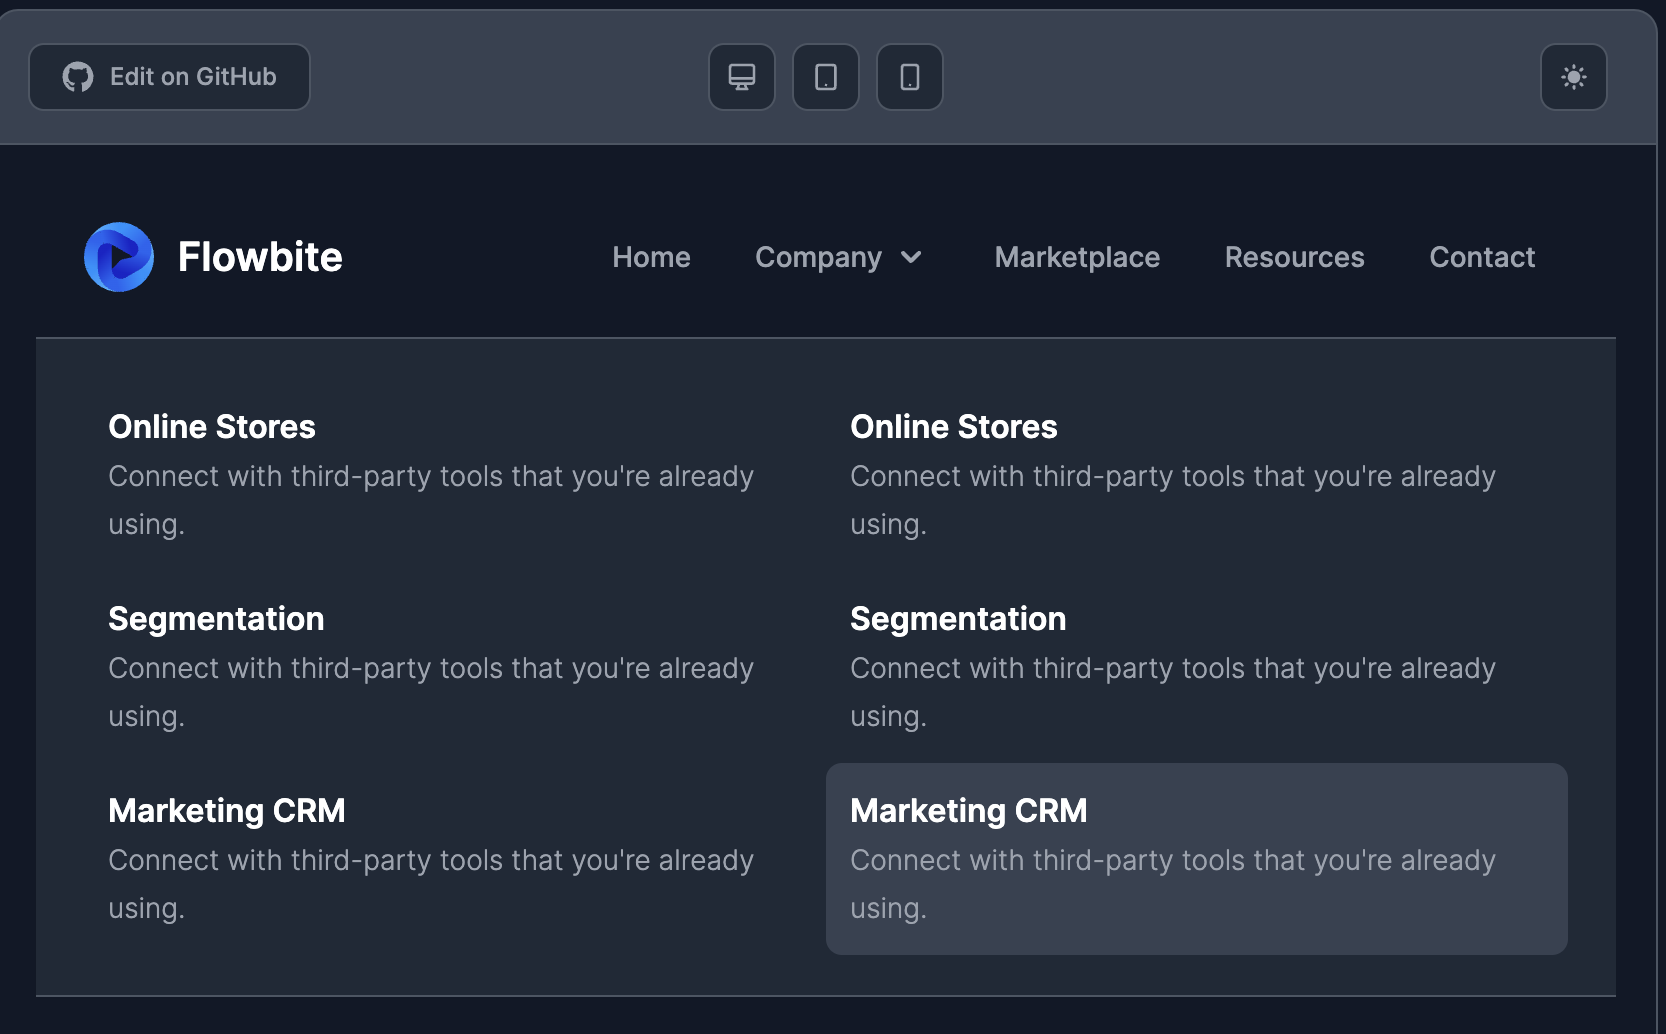 Edit on GitHub
Flowbite
Home
Company
Marketplace
Resources
Contact
Online Stores
Connect with third-party tools that you're already
using.
Online Stores
Connect with third-party tools that you're already
using.
Segmentation
Connect with third-party tools that you're already
using.
Segmentation
Connect with third-party tools that you're already
using.
Marketing CRM
Connect with third-party tools that you're already
using.
Marketing CRM
Connect with third-party tools that you're already
using.